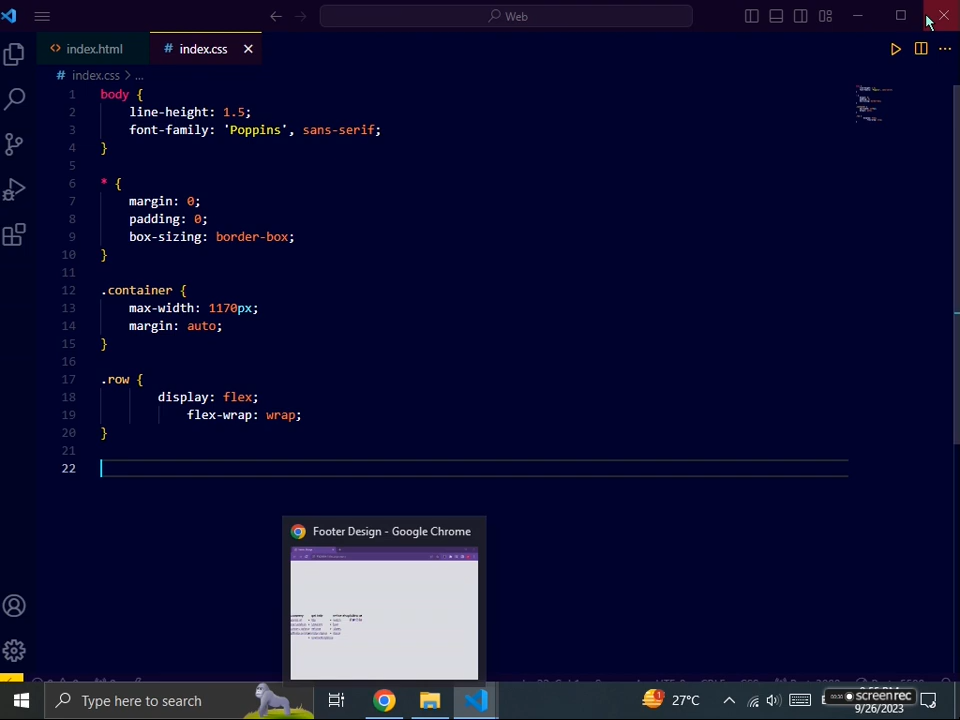 Web
index.html
# index.css
# index.css > ...
1 body {
2 line-height: 1.5;
3 font-family: 'Poppins', sans-serif;
4 }
5
6 * {
7 margin: 0;
8 padding: 0;
9 box-sizing: border-box;
10 }
11
12 .container {
13 max-width: 1170px;
14 margin: auto;
15 }
16
17 .row {
18 display: flex;
19 flex-wrap: wrap;
20 }
21
22
Footer Design - Google Chrome
Type here to search
1
27°C
screen rec
9/26/2023